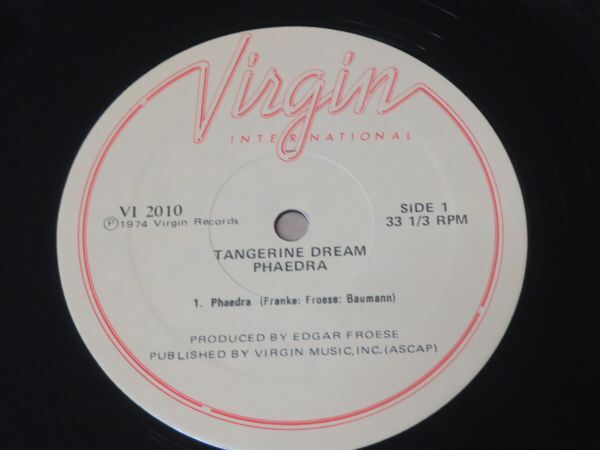 Virgin
INTERNATIONAL
VI 2010
℗1974 Virgin Records
SIDE 1
33 1/3 RPM
TANGERINE DREAM
PHAEDRA
1. Phaedra (Franke: Froese: Baumann)
PRODUCED BY EDGAR FROESE
PUBLISHED BY VIRGIN MUSIC, INC. (ASCAP)